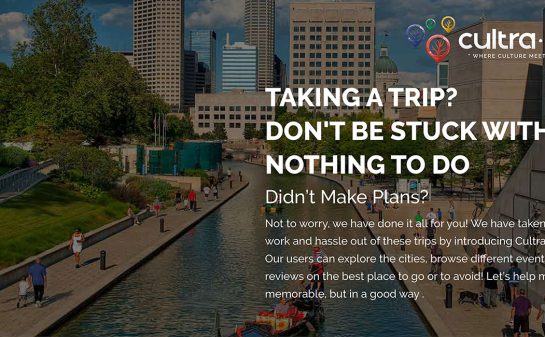 cultra.
" WHERE CULTURE MEET
TAKING A TRIP?
DON'T BE STUCK WITH
NOTHING TO DO
Didn't Make Plans?
Not to worry, we have done it all for you! We have taken
work and hassle out of these trips by introducing Cultra
Our users can explore the cities, browse different event
reviews on the best place to go or to avoid! Let's help m
memorable, but in a good way .